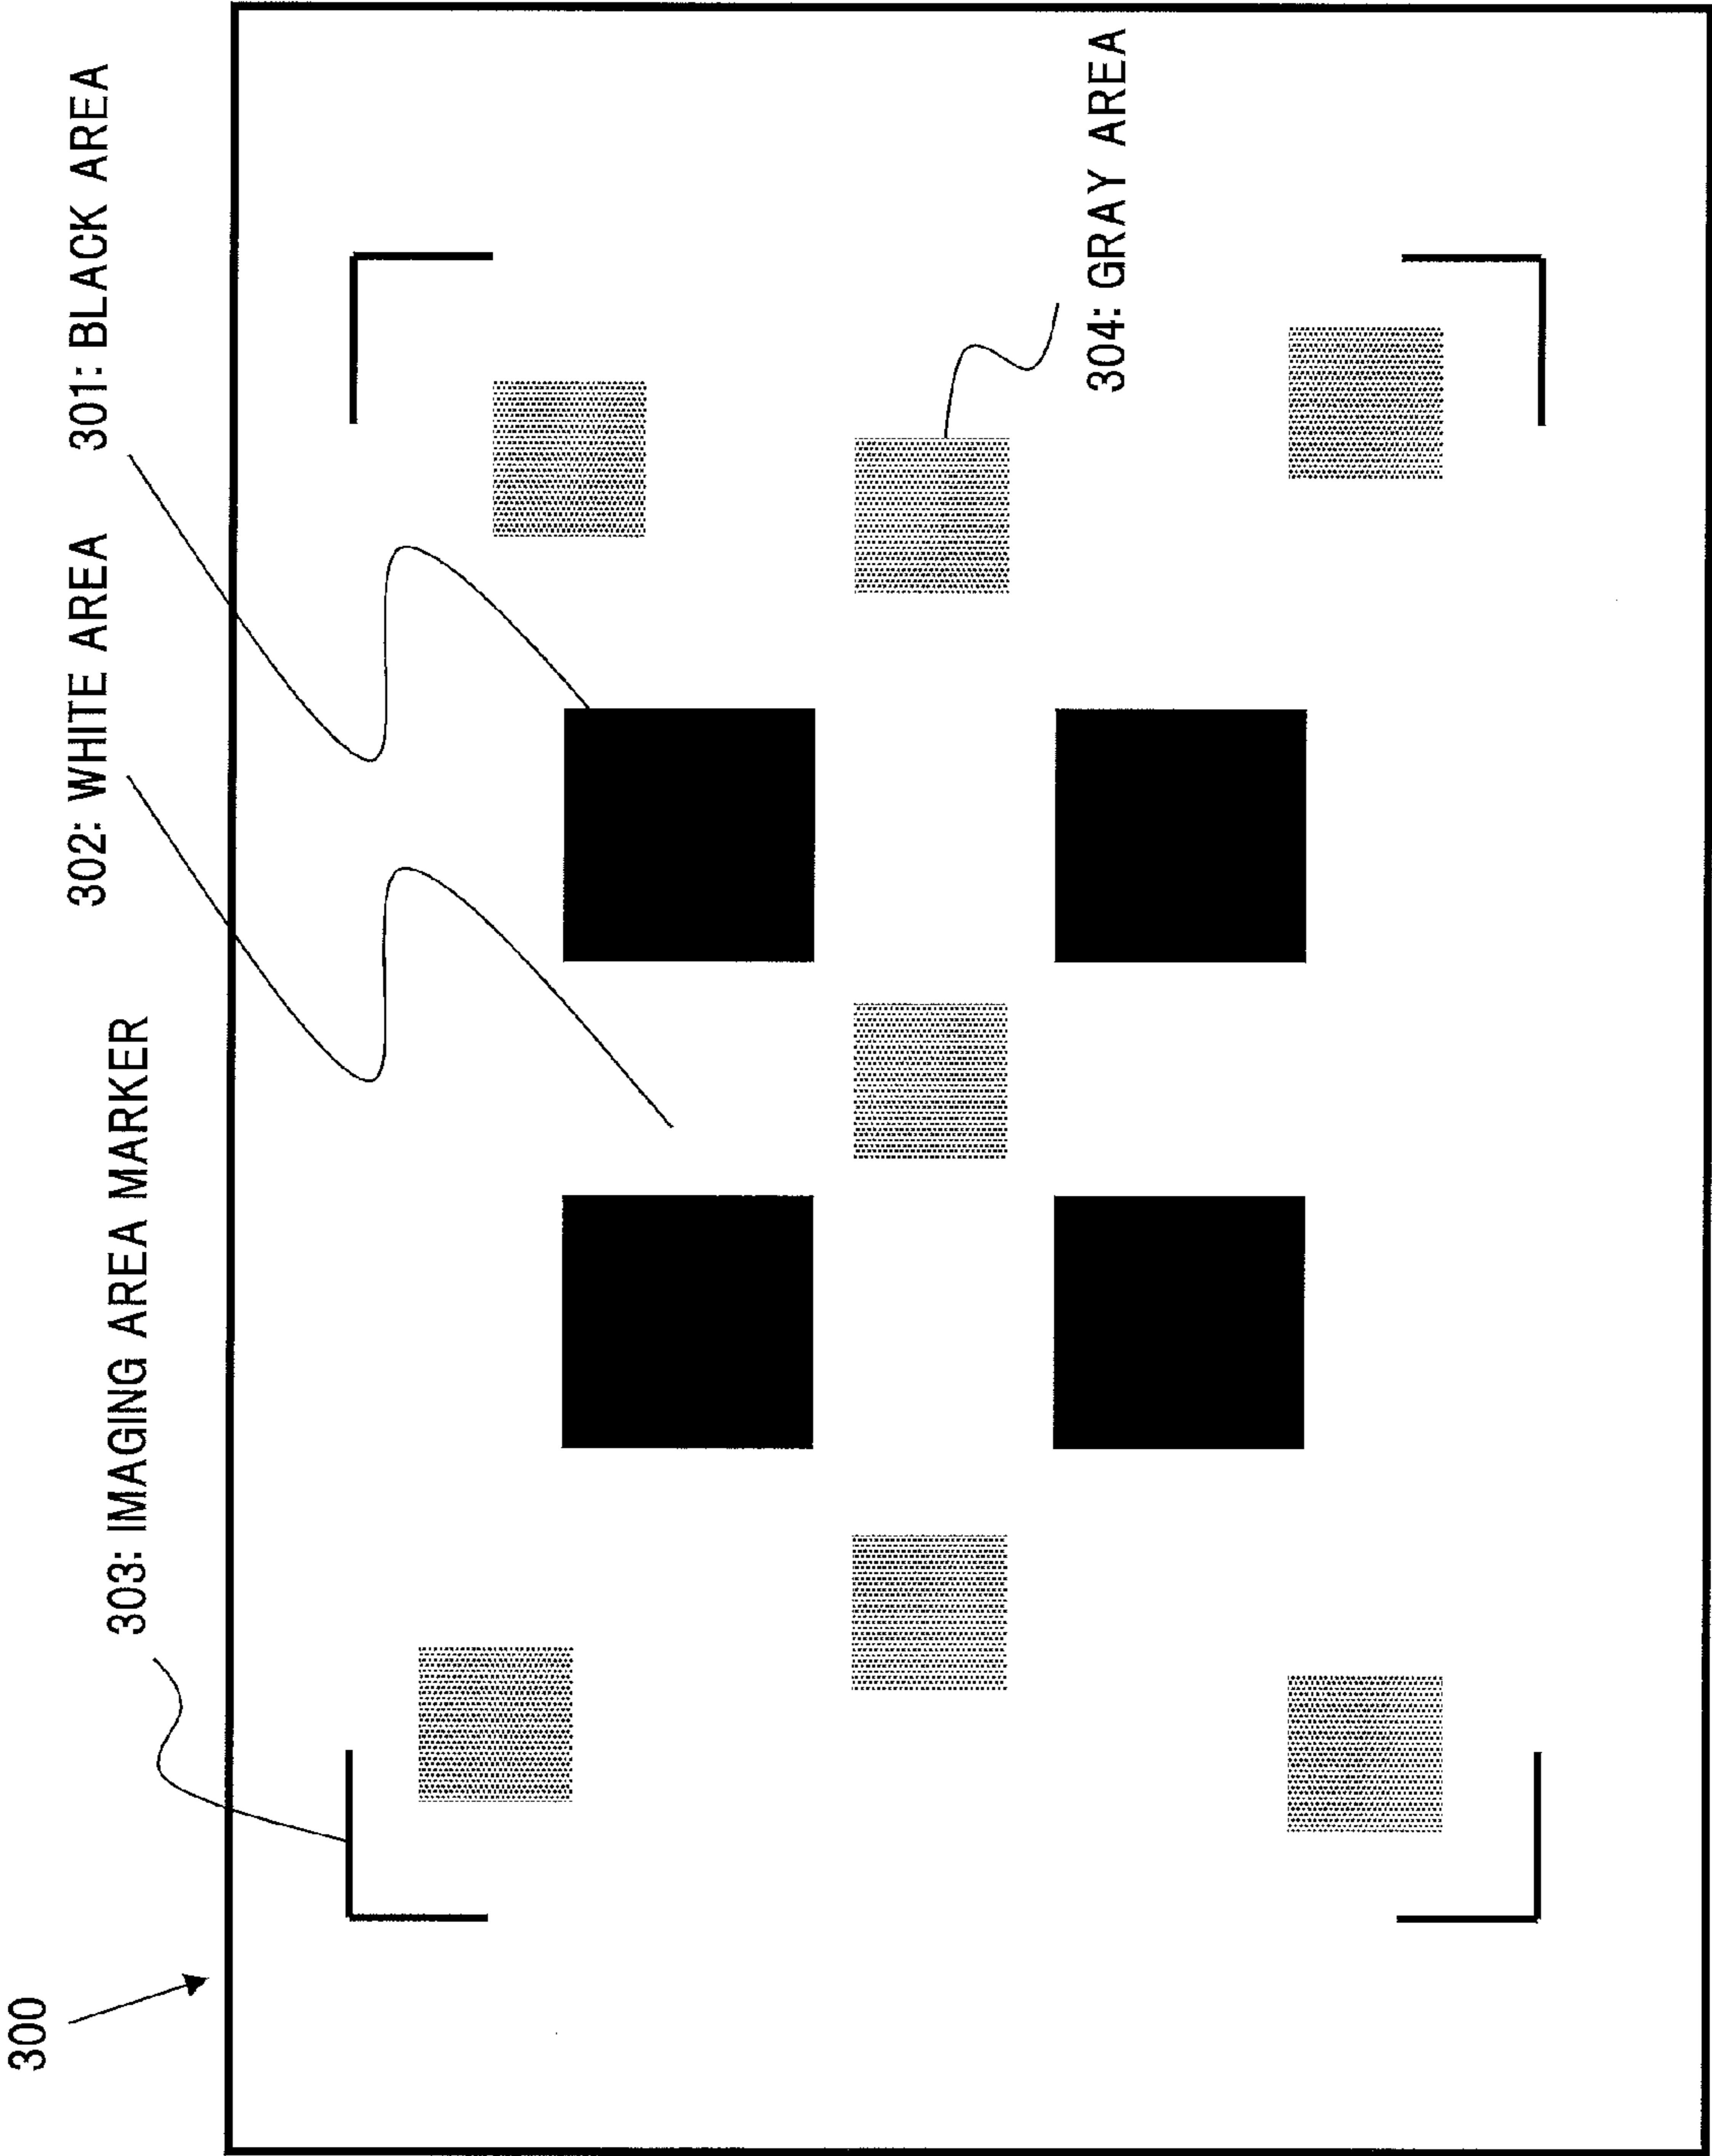 300
303: IMAGING AREA MARKER
302: WHITE AREA
301: BLACK AREA
304: GRAY AREA